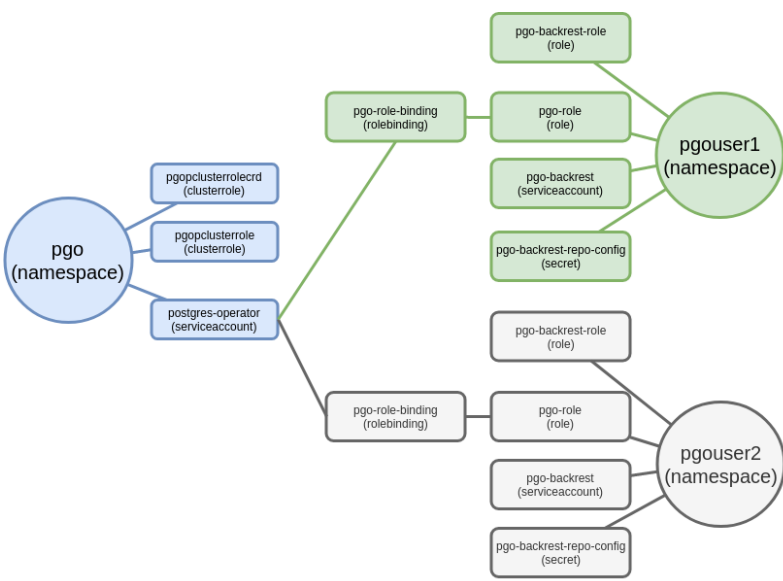 pgo
(namespace)
pgopclusterrolecrd
(clusterrole)
pgopclusterrole
(clusterrole)
postgres-operator
(serviceaccount)
pgo-role-binding
(rolebinding)
pgo-backrest-role
(role)
pgo-role
(role)
pgo-backrest
(serviceaccount)
pgo-backrest-repo-config
(secret)
pgouser1
(namespace)
pgo-role-binding
(rolebinding)
pgo-backrest-role
(role)
pgo-role
(role)
pgo-backrest
(serviceaccount)
pgo-backrest-repo-config
(secret)
pgouser2
(namespace)